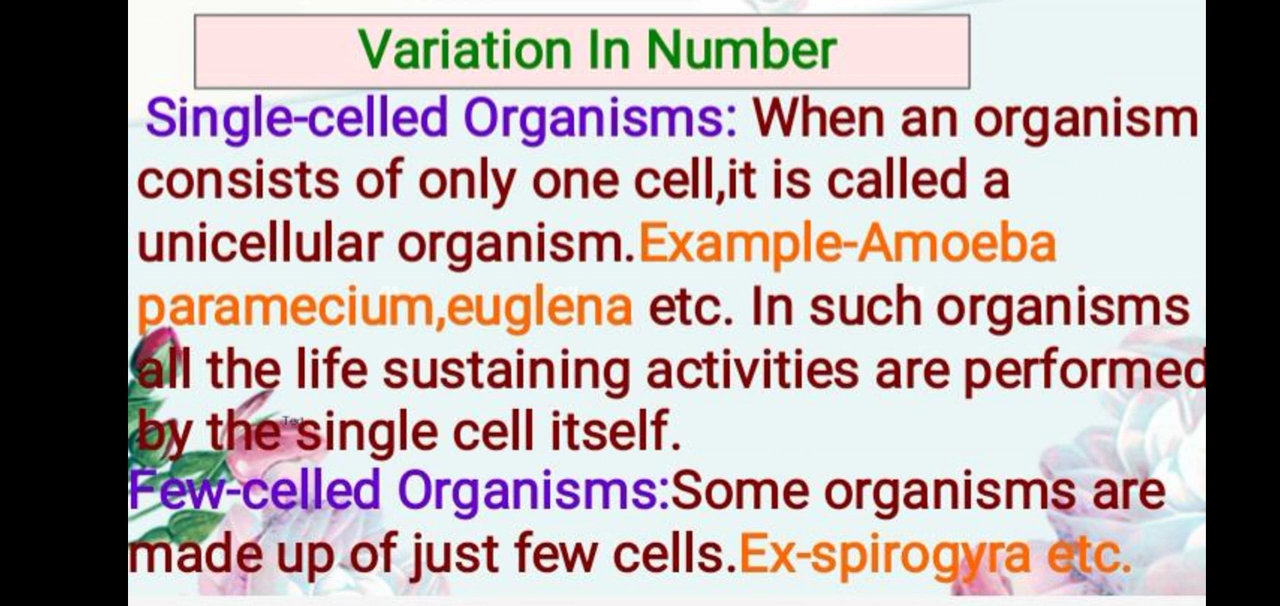 Variation In Number
Single-celled Organisms: When an organism
consists of only one cell,it is called a
unicellular organism.Example-Amoeba
paramecium,euglena etc. In such organisms
all the life sustaining activities are performed
by the single cell itself.
Few-celled Organisms:Some organisms are
made up of just few cells.Ex-spirogyra etc.